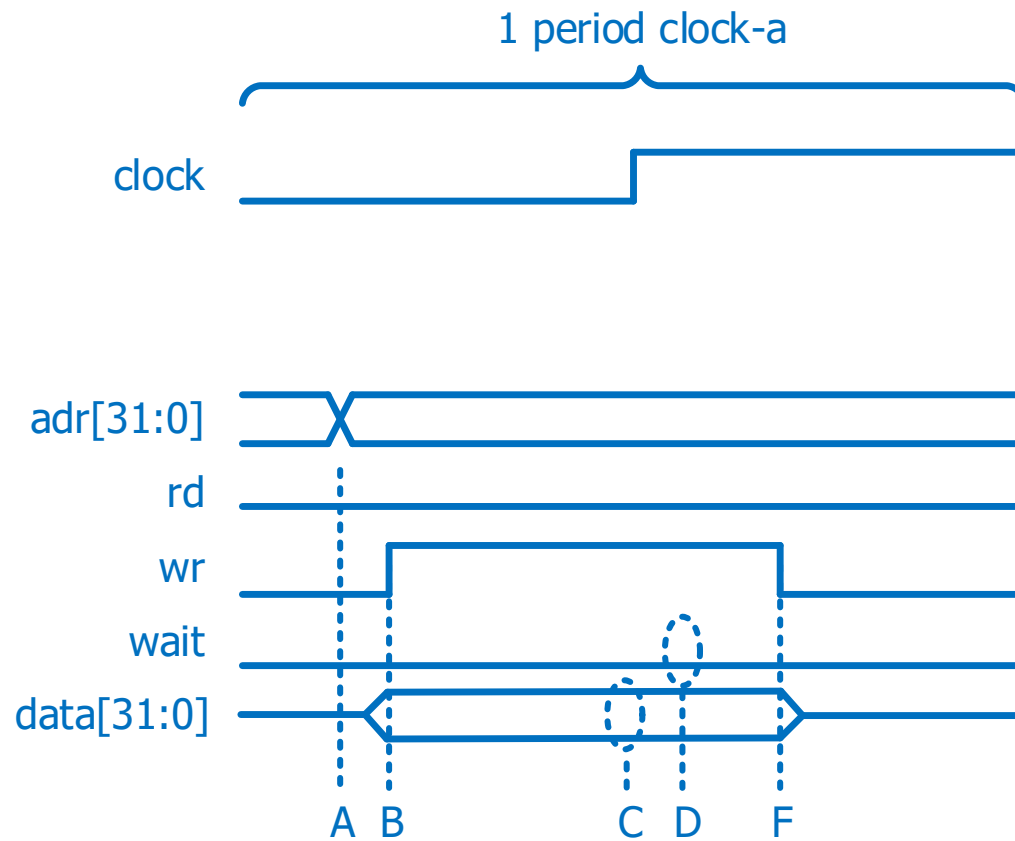 1 period clock-a
clock
adr[31:0]
rd
wr
wait
data[31:0]
A B C D F